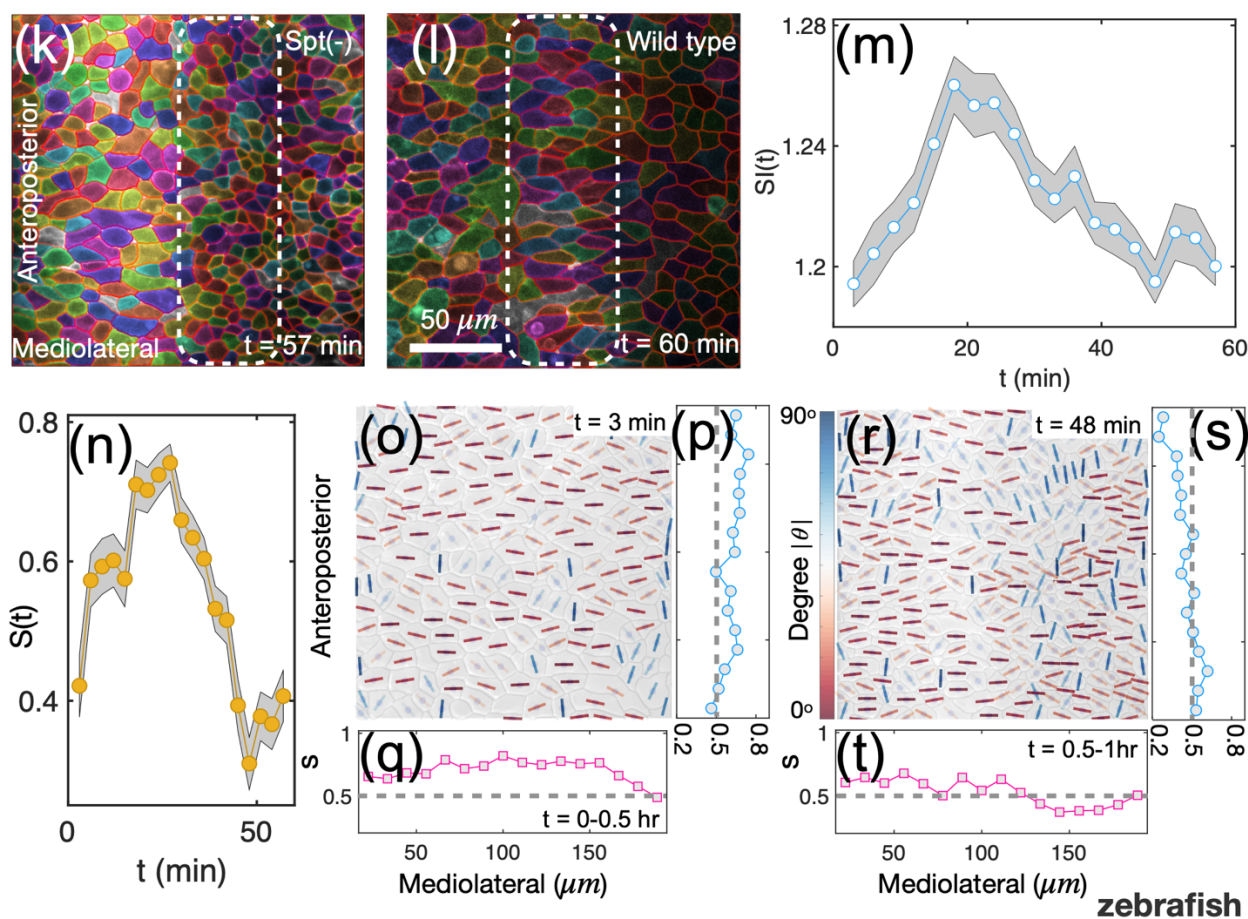 (k)
Spt(-)
Anteroposterior
Mediolateral
t = 57 min
(l)
Wild type
50 μm
t = 60 min
(m)
SI(t)
1.28
1.24
1.2
0
20
40
60
t (min)
(n)
S(t)
0.8
0.6
0.4
0
50
t (min)
Anteroposterior
(o)
t = 3 min
(p)
0.2
0.5
0.8
(q)
s
1
0.5
t = 0-0.5 hr
50
100
150
Mediolateral (μm)
90°
Degree |θ|
0°
(r)
t = 48 min
(s)
0.2
0.5
0.8
(t)
s
1
0.5
t = 0.5-1hr
50
100
150
Mediolateral (μm)
zebrafish